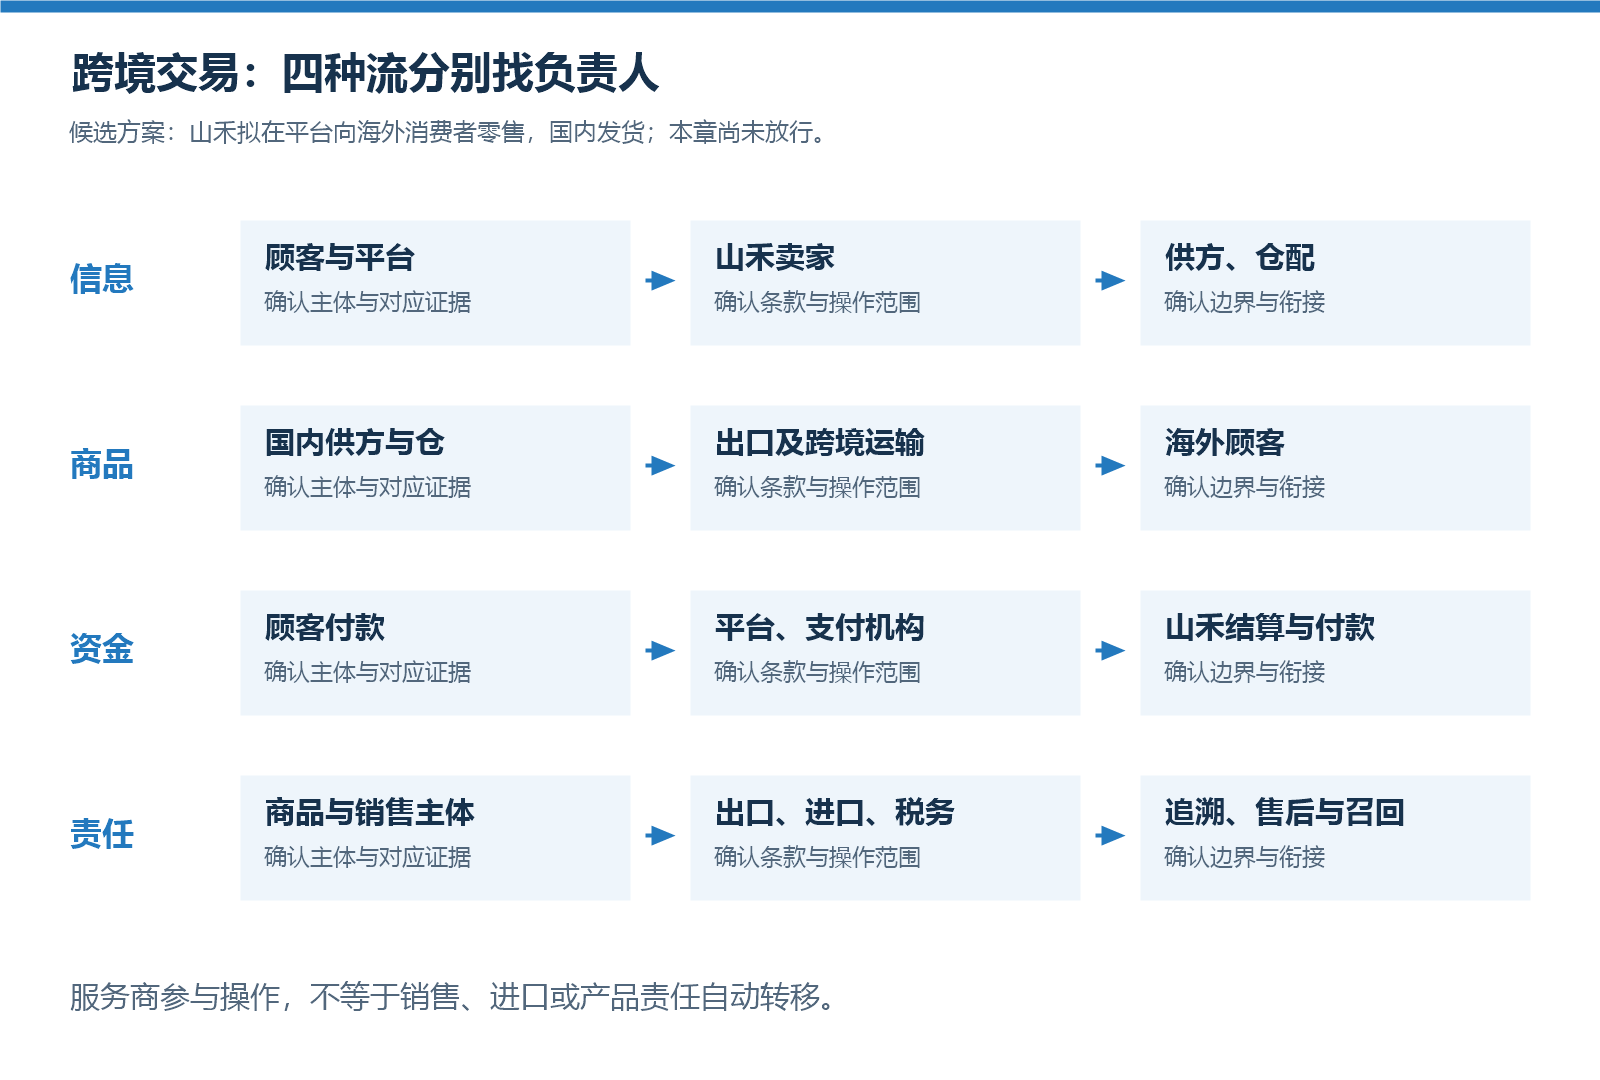 跨境交易：四种流分别找负责人
候选方案：山禾拟在平台向海外消费者零售，国内发货；本章尚未放行。
信息
顾客与平台
确认主体与对应证据
山禾卖家
确认条款与操作范围
供方、仓配
确认边界与衔接
商品
国内供方与仓
确认主体与对应证据
出口及跨境运输
确认条款与操作范围
海外顾客
确认边界与衔接
资金
顾客付款
确认主体与对应证据
平台、支付机构
确认条款与操作范围
山禾结算与付款
确认边界与衔接
责任
商品与销售主体
确认主体与对应证据
出口、进口、税务
确认条款与操作范围
追溯、售后与召回
确认边界与衔接
服务商参与操作，不等于销售、进口或产品责任自动转移。